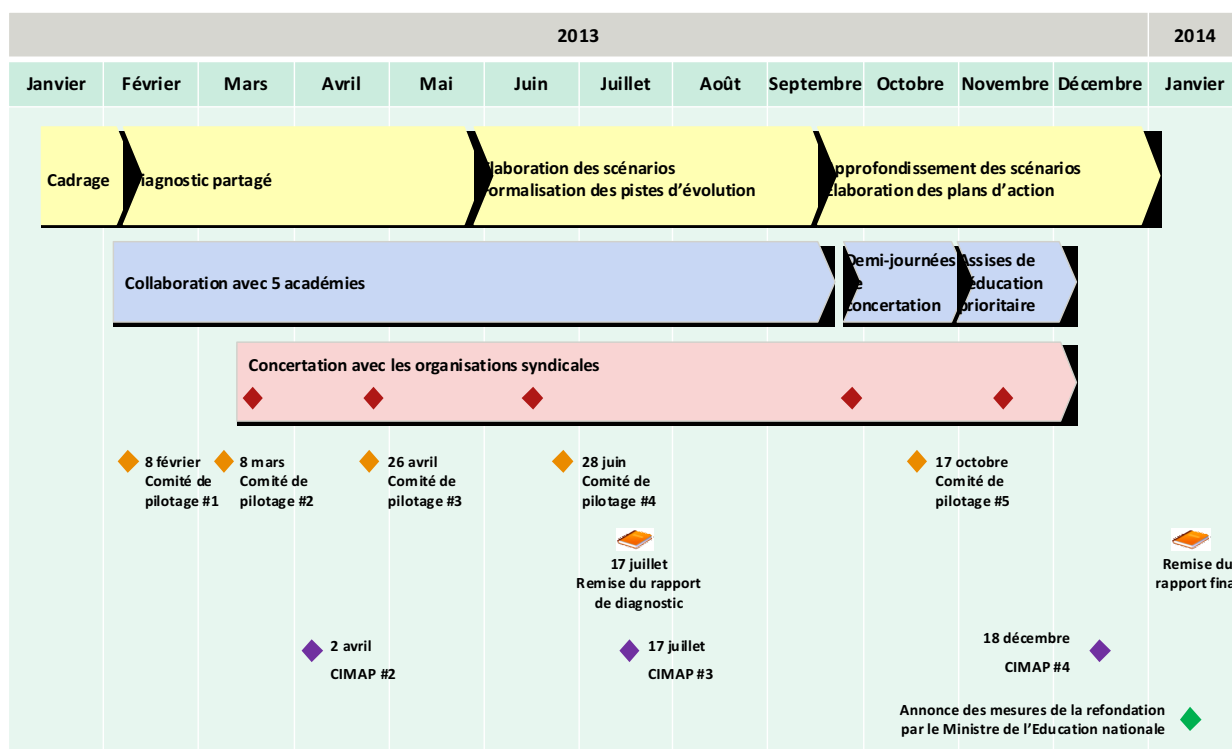 2013
2014
Janvier
Février
Mars
Avril
Mai
Juin
Juillet
Août
Septembre
Octobre
Novembre
Décembre
Janvier
Cadrage
iagnostic partagé
laboration des scénarios
ormalisation des pistes d’évolution
pprofondissement des scénarios
laboration des plans d’action
Collaboration avec 5 académies
Demi-journées
e
concertation
Assises de
éducation
prioritaire
Concertation avec les organisations syndicales
8 février
Comité de
pilotage #1
8 mars
Comité de
pilotage #2
26 avril
Comité de
pilotage #3
28 juin
Comité de
pilotage #4
17 octobre
Comité de
pilotage #5
17 juillet
Remise du rapport
de diagnostic
Remise du
rapport fina
2 avril
CIMAP #2
17 juillet
CIMAP #3
18 décembre
CIMAP #4
Annonce des mesures de la refondation
par le Ministre de l’Education nationale